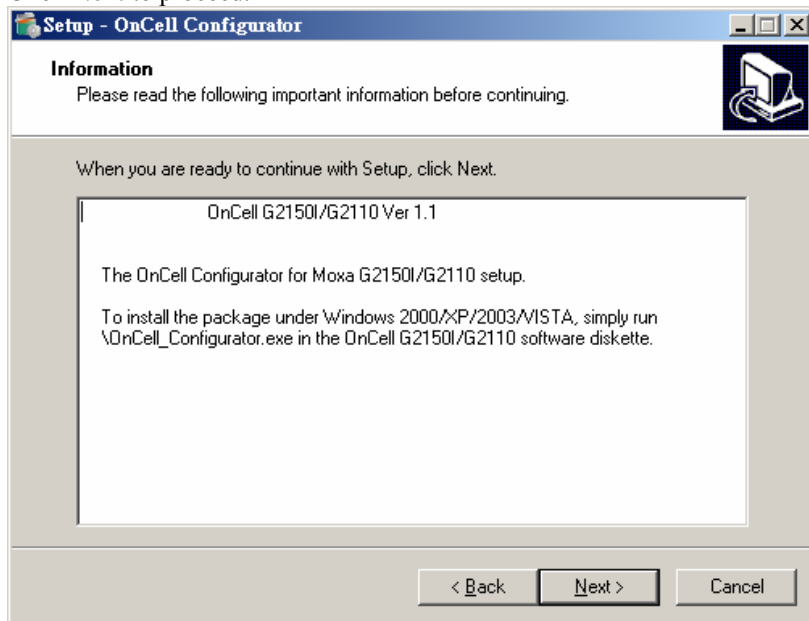 Setup - OnCell Configurator
Information
Please read the following important information before continuing.
When you are ready to continue with Setup, click Next.
OnCell G2150I/G2110 Ver 1.1
The OnCell Configurator for Moxa G2150I/G2110 setup.
To install the package under Windows 2000/XP/2003/VISTA, simply run
\OnCell_Configurator.exe in the OnCell G2150I/G2110 software diskette.
< Back
Next >
Cancel